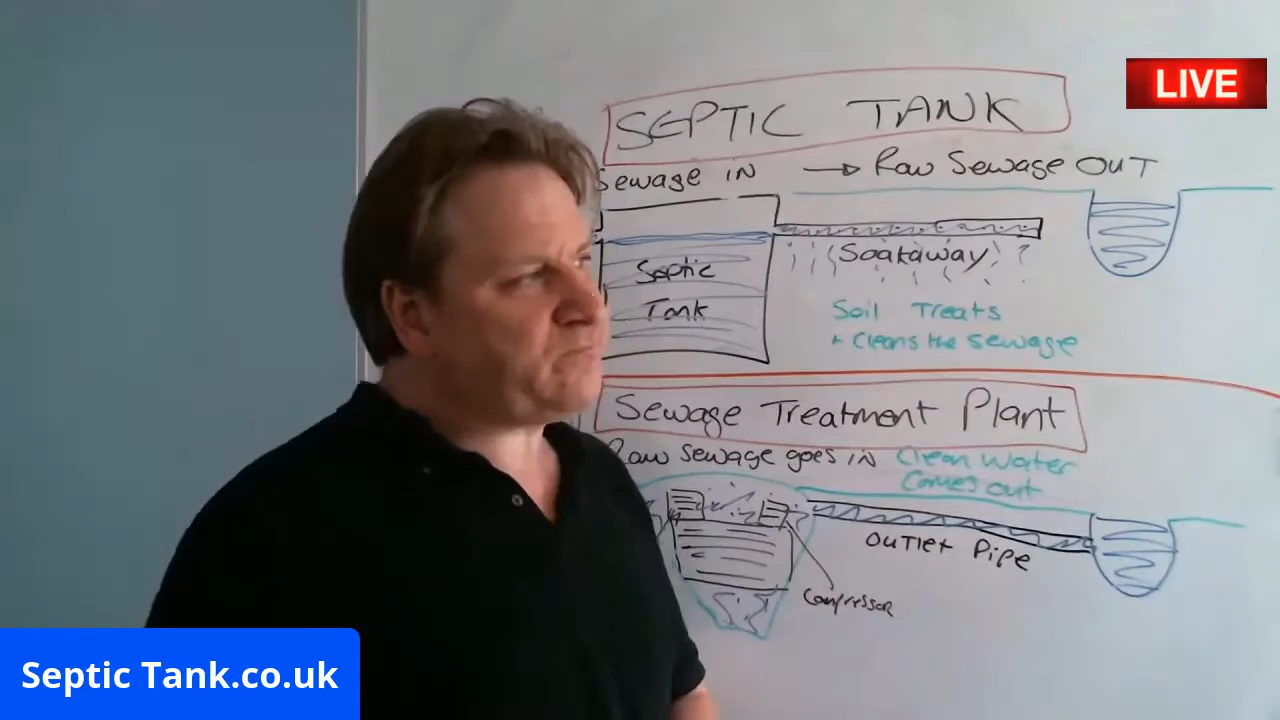 LIVE
SEPTIC TANK
Sewage IN → Raw Sewage OUT
Septic
Tank
Soakaway
?
Soil Treats
+ Cleans the Sewage
Sewage Treatment Plant
Raw Sewage goes IN Clean Water
Comes out
Outlet Pipe
Compressor
Septic Tank.co.uk